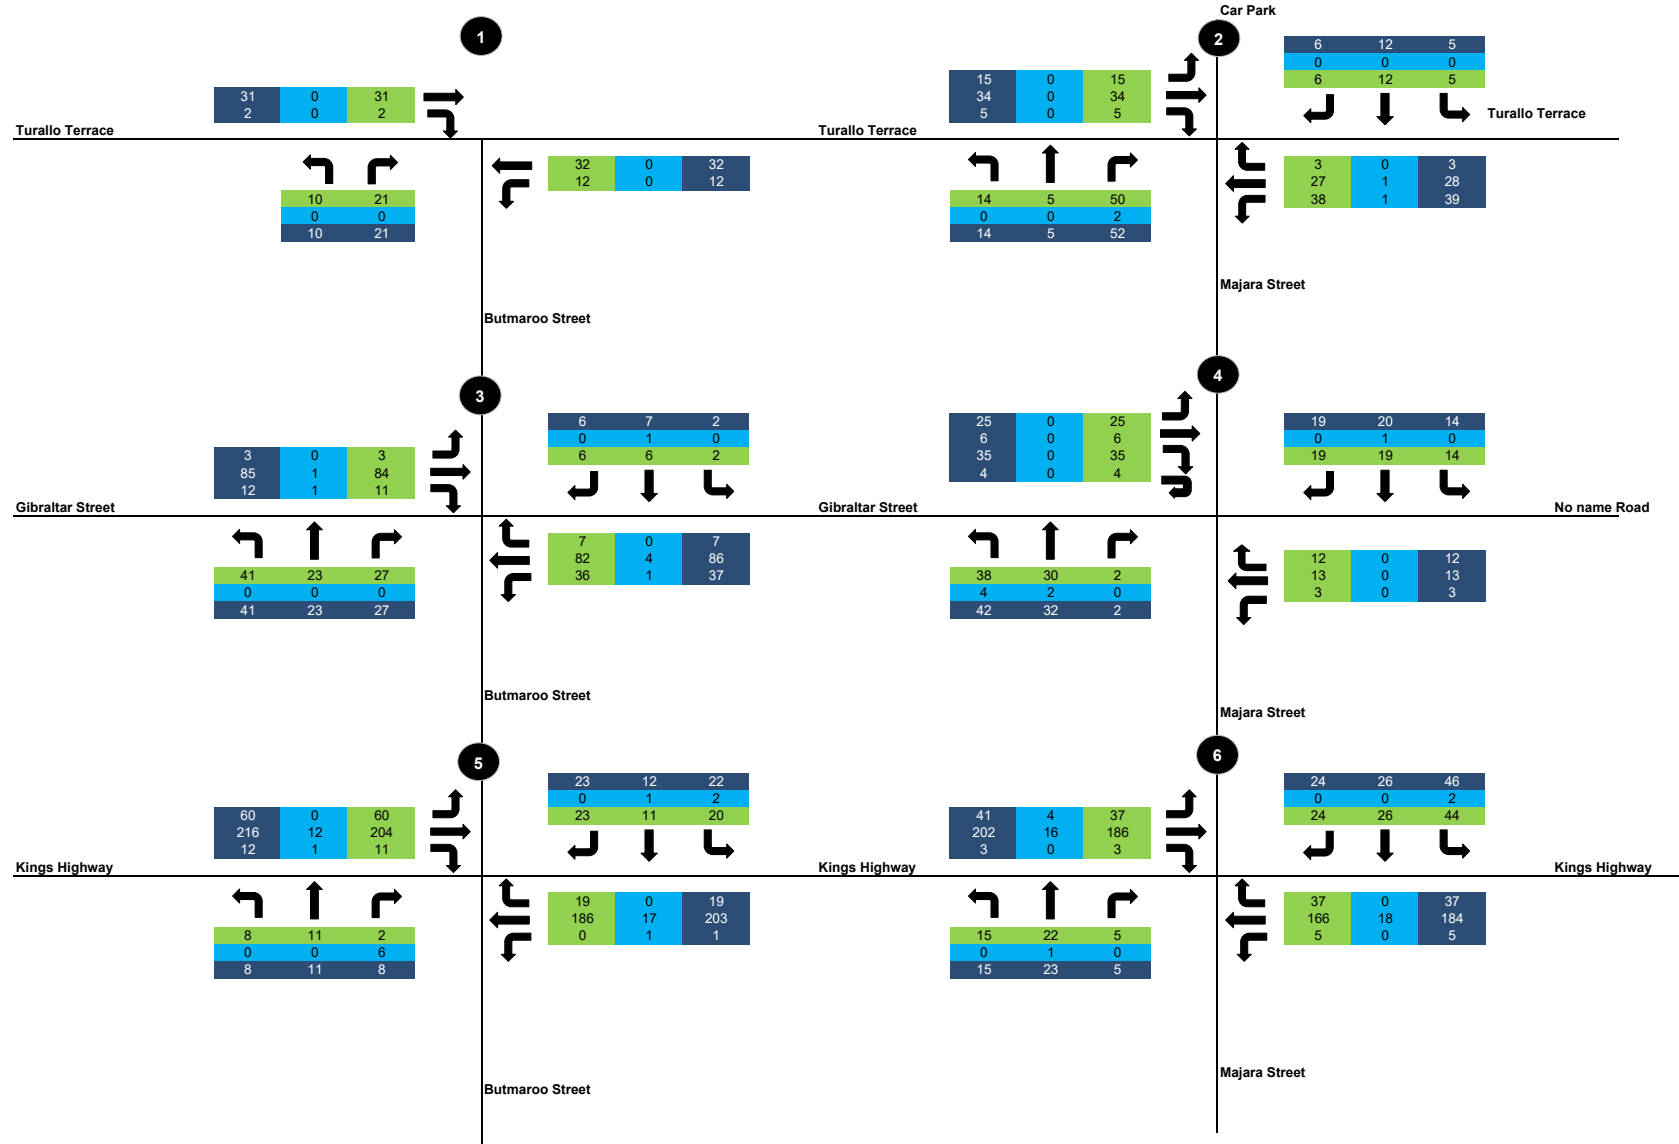 Car Park
1
2
6 12 5
0 0 0
6 12 5
15 0 15
34 0 34
5 0 5
31 0 31
2 0 2
Turallo Terrace
Turallo Terrace
Turallo Terrace
32 0 32
12 0 12
3 0 3
27 1 28
38 1 39
10 21
0 0
10 21
14 5 50
0 0 2
14 5 52
Majara Street
Butmaroo Street
3
4
6 7 2
0 1 0
6 6 2
25 0 25
6 0 6
35 0 35
4 0 4
19 20 14
0 1 0
19 19 14
3 0 3
85 1 84
12 1 11
Gibraltar Street
Gibraltar Street
No name Road
7 0 7
82 4 86
36 1 37
12 0 12
13 0 13
3 0 3
41 23 27
0 0 0
41 23 27
38 30 2
4 2 0
42 32 2
Butmaroo Street
Majara Street
5
6
23 12 22
0 1 2
23 11 20
24 26 46
0 0 2
24 26 44
60 0 60
216 12 204
12 1 11
41 4 37
202 16 186
3 0 3
Kings Highway
Kings Highway
Kings Highway
19 0 19
186 17 203
0 1 1
37 0 37
166 18 184
5 0 5
8 11 2
0 0 6
8 11 8
15 22 5
0 1 0
15 23 5
Majara Street
Butmaroo Street